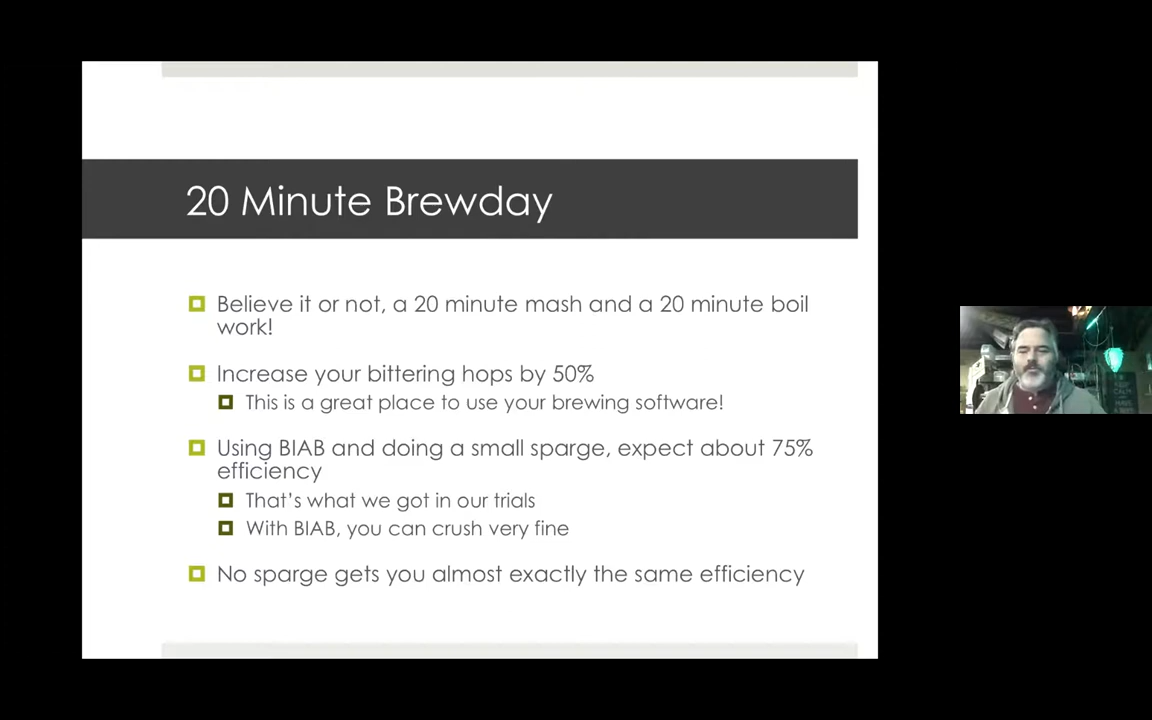 20 Minute Brewday
Believe it or not, a 20 minute mash and a 20 minute boil
work!
Increase your bittering hops by 50%
This is a great place to use your brewing software!
Using BIAB and doing a small sparge, expect about 75%
efficiency
That's what we got in our trials
With BIAB, you can crush very fine
No sparge gets you almost exactly the same efficiency
KEEP
CALM